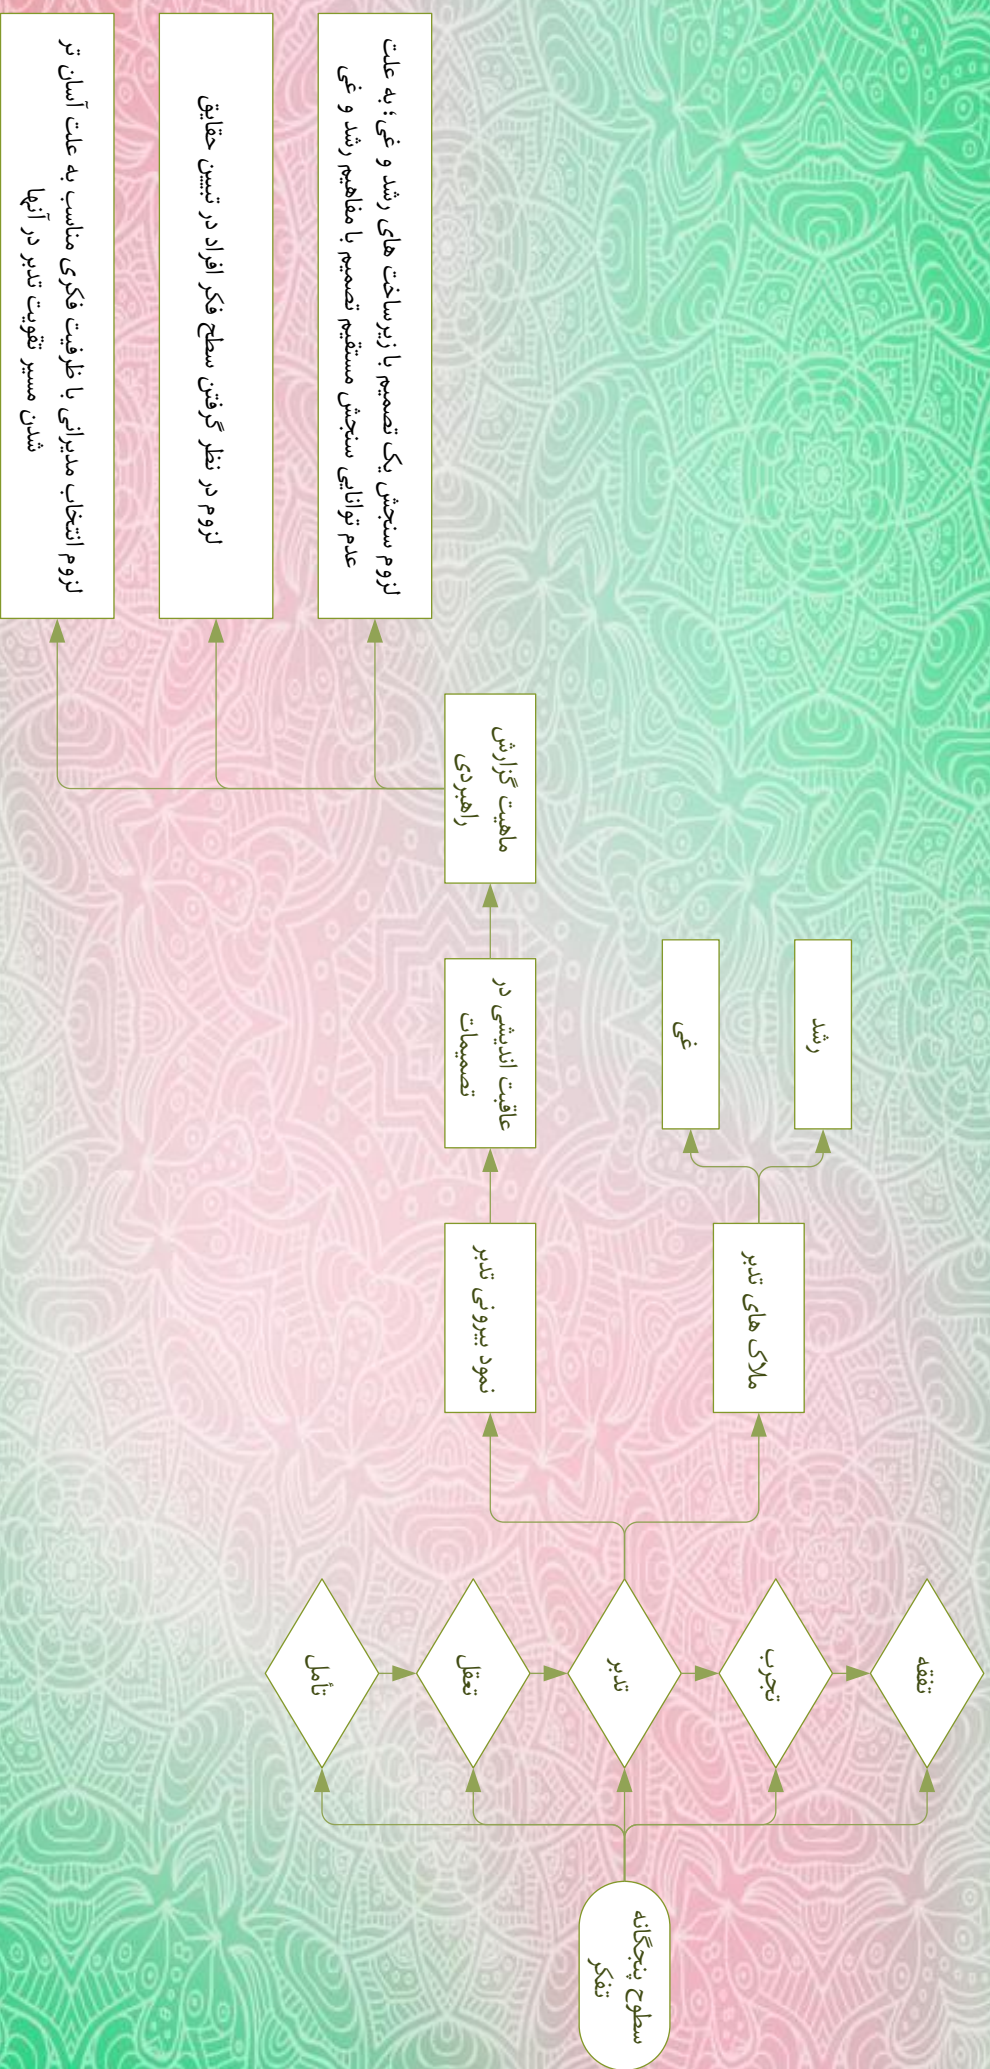 سطوح پنجگانه
تفکر
تفقه
تجرب
تدبر
تعقل
تأمل
ملاک های تدبر
نمود بیرونی تدبر
رشد
غی
عاقبت اندیشی در
تصمیمات
ماهیت گزارش
راهبردی
لزوم سنجش یک تصمیم با زیرساخت های رشد و غی؛ به علت
عدم توانایی سنجش مستقیم تصمیم با مفاهیم رشد و غی
لزوم در نظر گرفتن سطح فکر افراد در تبیین حقایق
لزوم انتخاب مدیرانی با ظرفیت فکری مناسب به علت آسان تر
شدن مسیر تقویت تدبر در آنها